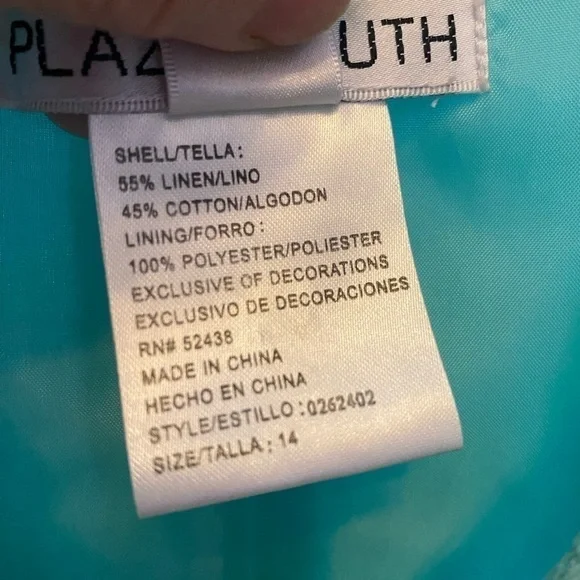 PLAZ UTH
SHELL/TELLA:
55% LINEN/LINO
45% COTTON/ALGODON
LINING/FORRO:
100% POLYESTER/POLIESTER
EXCLUSIVE OF DECORATIONS
EXCLUSIVO DE DECORACIONES
RN# 52438
MADE IN CHINA
HECHO EN CHINA
STYLE/ESTILLO:0262402
SIZE/TALLA: 14